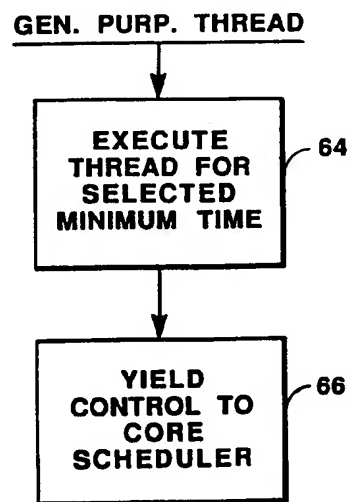 GEN. PURP. THREAD
EXECUTE
THREAD FOR
SELECTED
MINIMUM TIME
64
YIELD
CONTROL TO
CORE
SCHEDULER
66